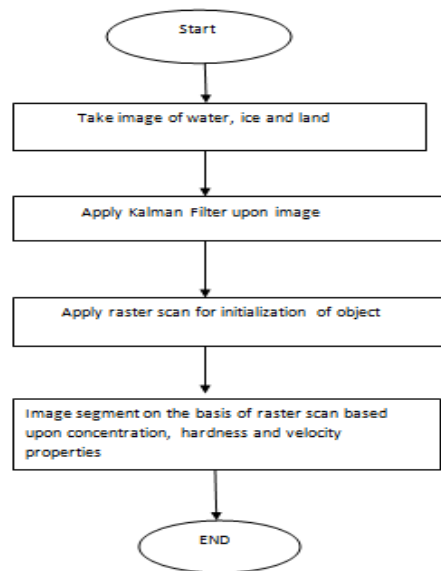 Start
Take image of water, ice and land
Apply Kalman Filter upon image
Apply raster scan for initialization of object
Image segment on the basis of raster scan based
upon concentration, hardness and velocity
properties
END